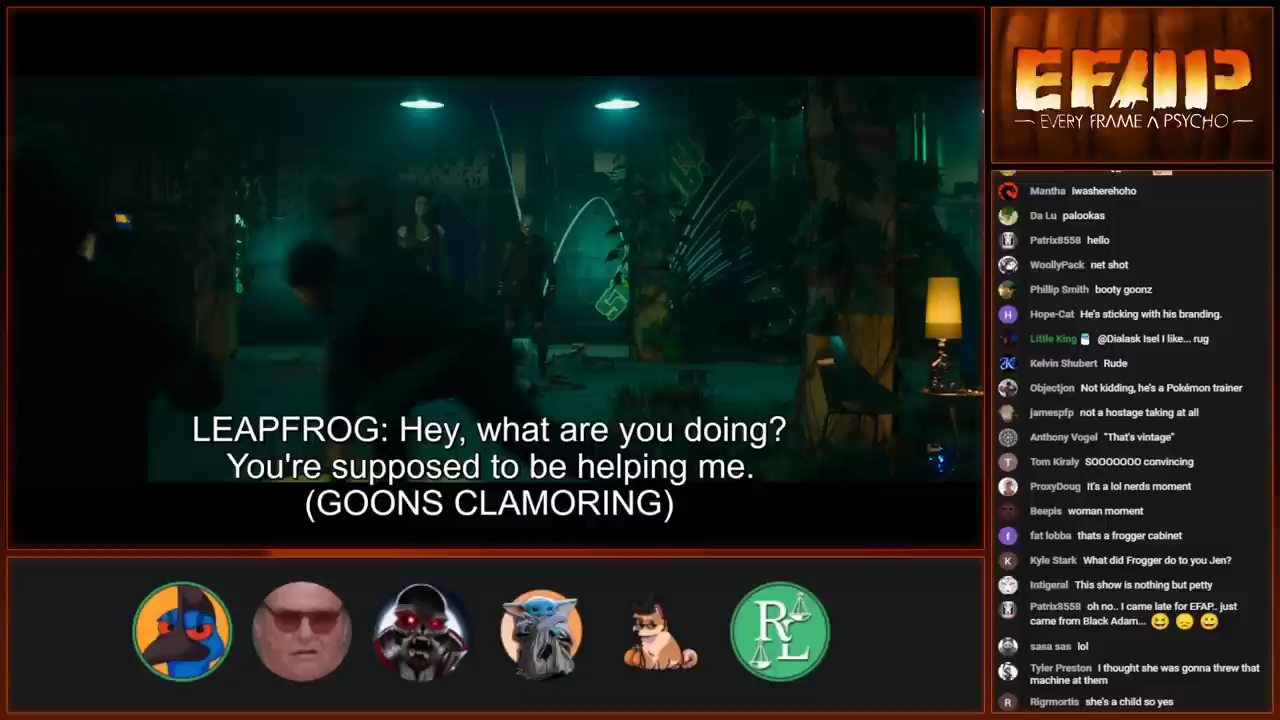 LEAPFROG: Hey, what are you doing?
You're supposed to be helping me.
(GOONS CLAMORING)
EFAP
EVERY FRAME A PSYCHO
Mantha iwasherehoho
Da Lu palookas
Patrix8558 hello
WoollyPack net shot
Phillip Smith booty goonz
H
Hope-Cat He's sticking with his branding.
Little King @Dialask Isel I like... rug
Kelvin Shubert Rude
Objectjon Not kidding, he's a Pokémon trainer
jamespfp not a hostage taking at all
Anthony Vogel "That's vintage"
T
Tom Kiraly SOOOOOOO convincing
ProxyDoug It's a lol nerds moment
Beepis woman moment
f
fat lobba thats a frogger cabinet
K
Kyle Stark What did Frogger do to you Jen?
Intigeral This show is nothing but petty
Patrix8558 oh no.. I came late for EFAP.. just
came from Black Adam... 😆 😞 😀
sasa sas lol
Tyler Preston I thought she was gonna threw that
machine at them
R
Rigrmortis she's a child so yes
RL